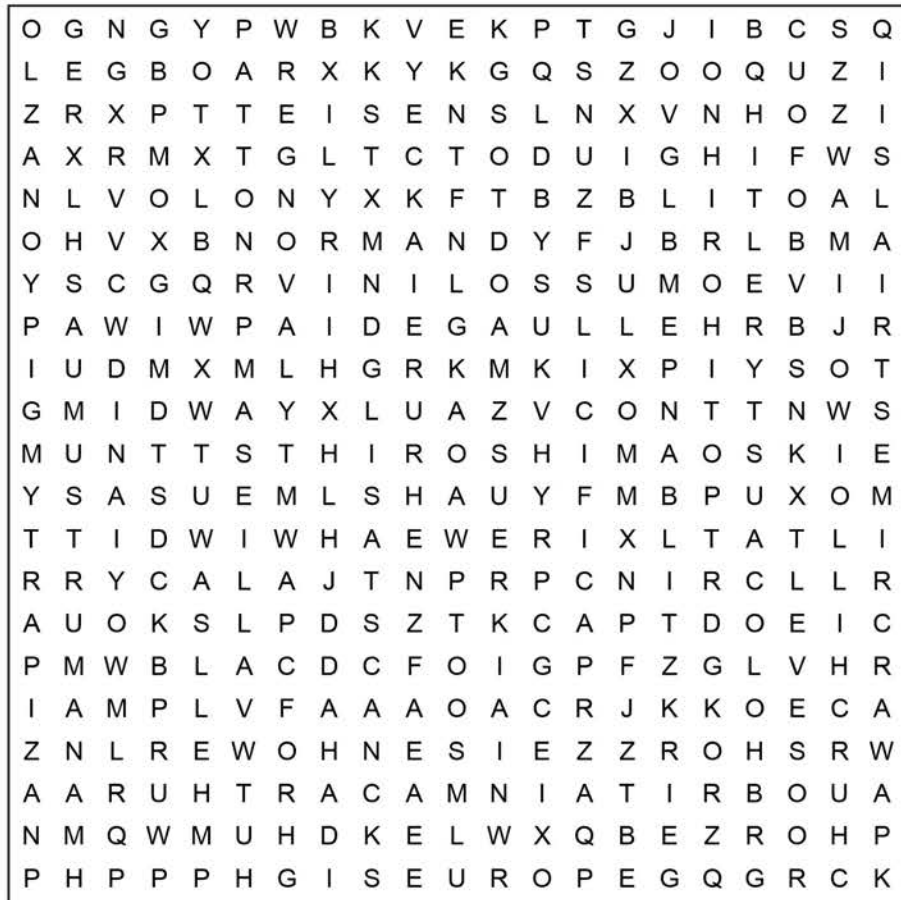 O G N G Y P W B K V E K P T G J I B C S Q
L E G B O A R X K Y K G Q S Z O O Q U Z I
Z R X P T T E I S E N S L N X V N H O Z I
A X R M X T G L T C T O D U I G H I F W S
N L V O L O N Y X K F T B Z B L I T O A L
O H V X B N O R M A N D Y F J B R L B M A
Y S C G Q R V I N I L O S S U M O E V I I
P A W I W P A I D E G A U L L E H R B J R
I U D M X M L H G R K M K I X P I Y S O T
G M I D W A Y X L U A Z V C O N T T N W S
M U N T T S T H I R O S H I M A O S K I E
Y S A S U E M L S H A U Y F M B P U X O M
T T I D W I W H A E W E R I X L T A T L I
R R Y C A L A J T N P R P C N I R C L L R
A U O K S L P D S Z T K C A P T D O E I C
P M W B L A C D C F O I G P F Z G L V H R
I A M P L V F A A A O A C R J K K O E C A
Z N L R E W O H N E S I E Z Z R O H S R W
A A R U H T R A C A M N I A T I R B O U A
N M Q W M U H D K E L W X Q B E Z R O H P
P H P P P H G I S E U R O P E G Q G R C K